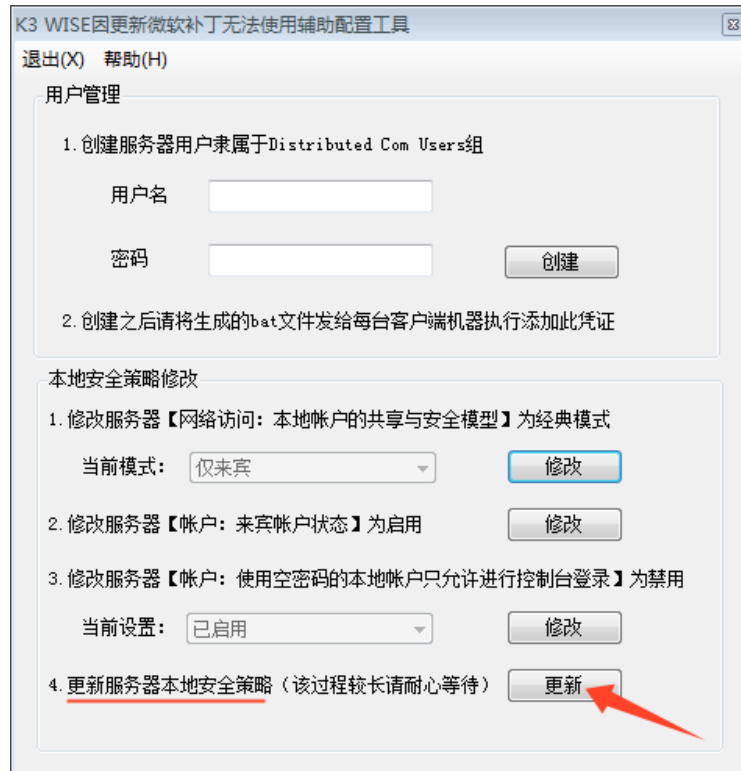 K3 WISE因更新微软补丁无法使用辅助配置工具
退出(X) 帮助(H)
用户管理
1.创建服务器用户隶属于Distributed Com Users组
用户名
密码
创建
2.创建之后请将生成的bat文件发给每台客户端机器执行添加此凭证
本地安全策略修改
1.修改服务器【网络访问: 本地帐户的共享与安全模型】为经典模式
当前模式: 仅来宾 修改
2.修改服务器【帐户: 来宾帐户状态】为启用 修改
3.修改服务器【帐户: 使用空密码的本地帐户只允许进行控制台登录】为禁用
当前设置: 已启用 修改
4.更新服务器本地安全策略(该过程较长请耐心等待) 更新